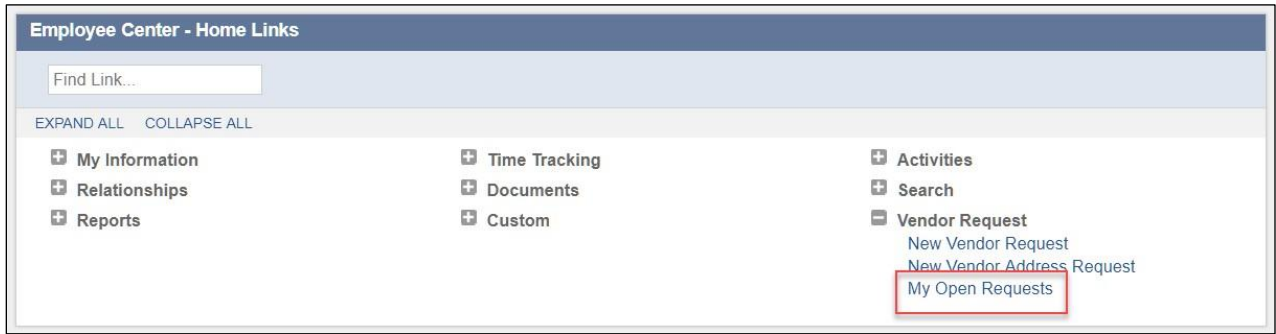 Employee Center - Home Links
Find Link...
EXPAND ALL COLLAPSE ALL
My Information
Relationships
Reports
Time Tracking
Documents
Custom
Activities
Search
Vendor Request
New Vendor Request
New Vendor Address Request
My Open Requests